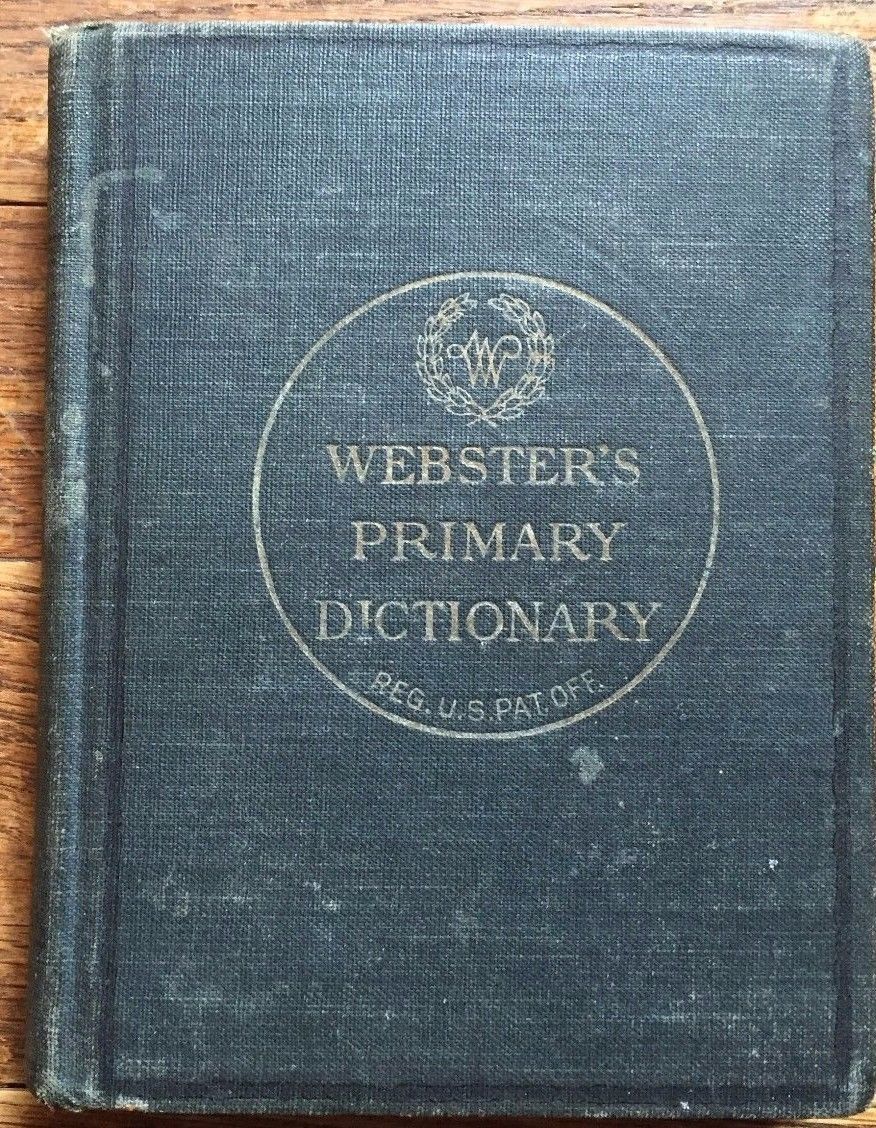 W
WEBSTER'S
PRIMARY
DICTIONARY
REG. U.S. PAT. OFF.